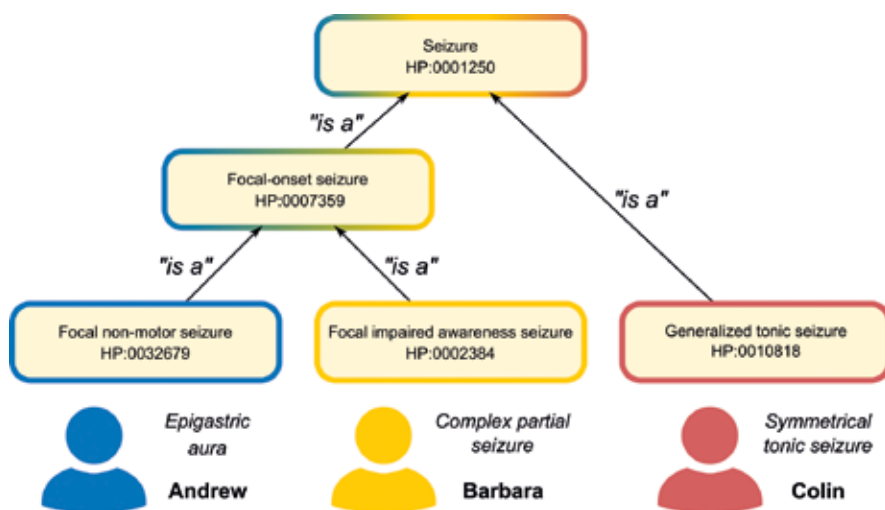 Seizure
HP:0001250
"is a"
"is a"
Focal-onset seizure
HP:0007359
"is a"
"is a"
Focal non-motor seizure
HP:0032679
Focal impaired awareness seizure
HP:0002384
Generalized tonic seizure
HP:0010818
Epigastric
aura
Andrew
Complex partial
seizure
Barbara
Symmetrical
tonic seizure
Colin